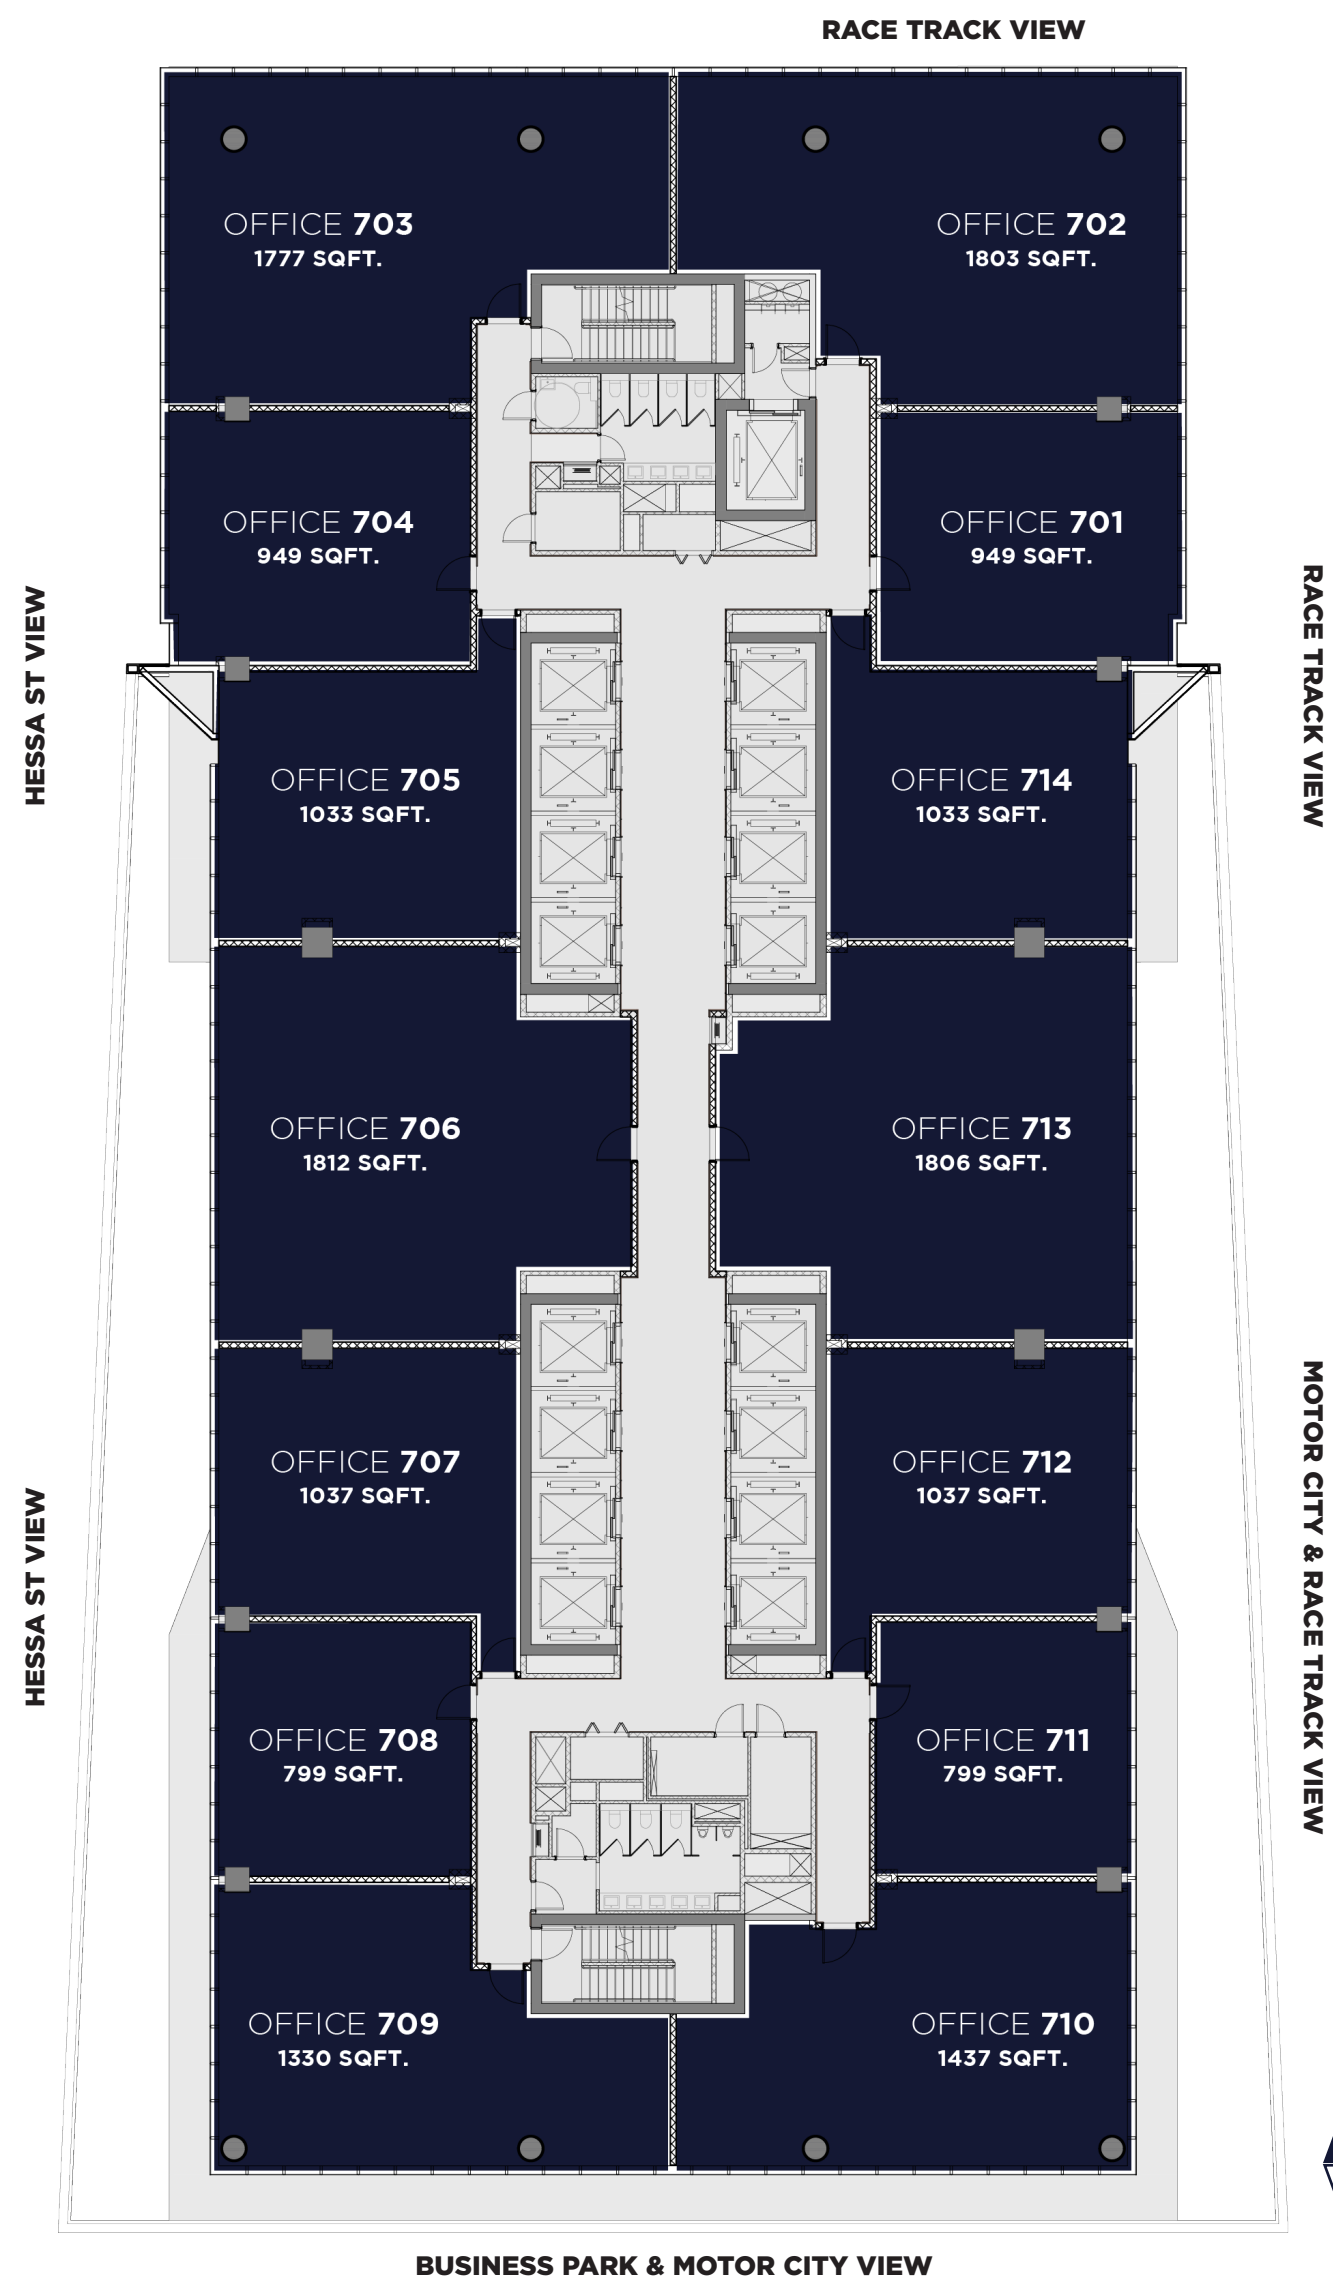 RACE TRACK VIEW
OFFICE 703
1777 SQFT.
OFFICE 702
1803 SQFT.
OFFICE 704
949 SQFT.
OFFICE 701
949 SQFT.
HESSA ST VIEW
RACE TRACK VIEW
OFFICE 705
1033 SQFT.
OFFICE 714
1033 SQFT.
OFFICE 706
1812 SQFT.
OFFICE 713
1806 SQFT.
OFFICE 707
1037 SQFT.
OFFICE 712
1037 SQFT.
HESSA ST VIEW
MOTOR CITY & RACE TRACK VIEW
OFFICE 708
799 SQFT.
OFFICE 711
799 SQFT.
OFFICE 709
1330 SQFT.
OFFICE 710
1437 SQFT.
BUSINESS PARK & MOTOR CITY VIEW